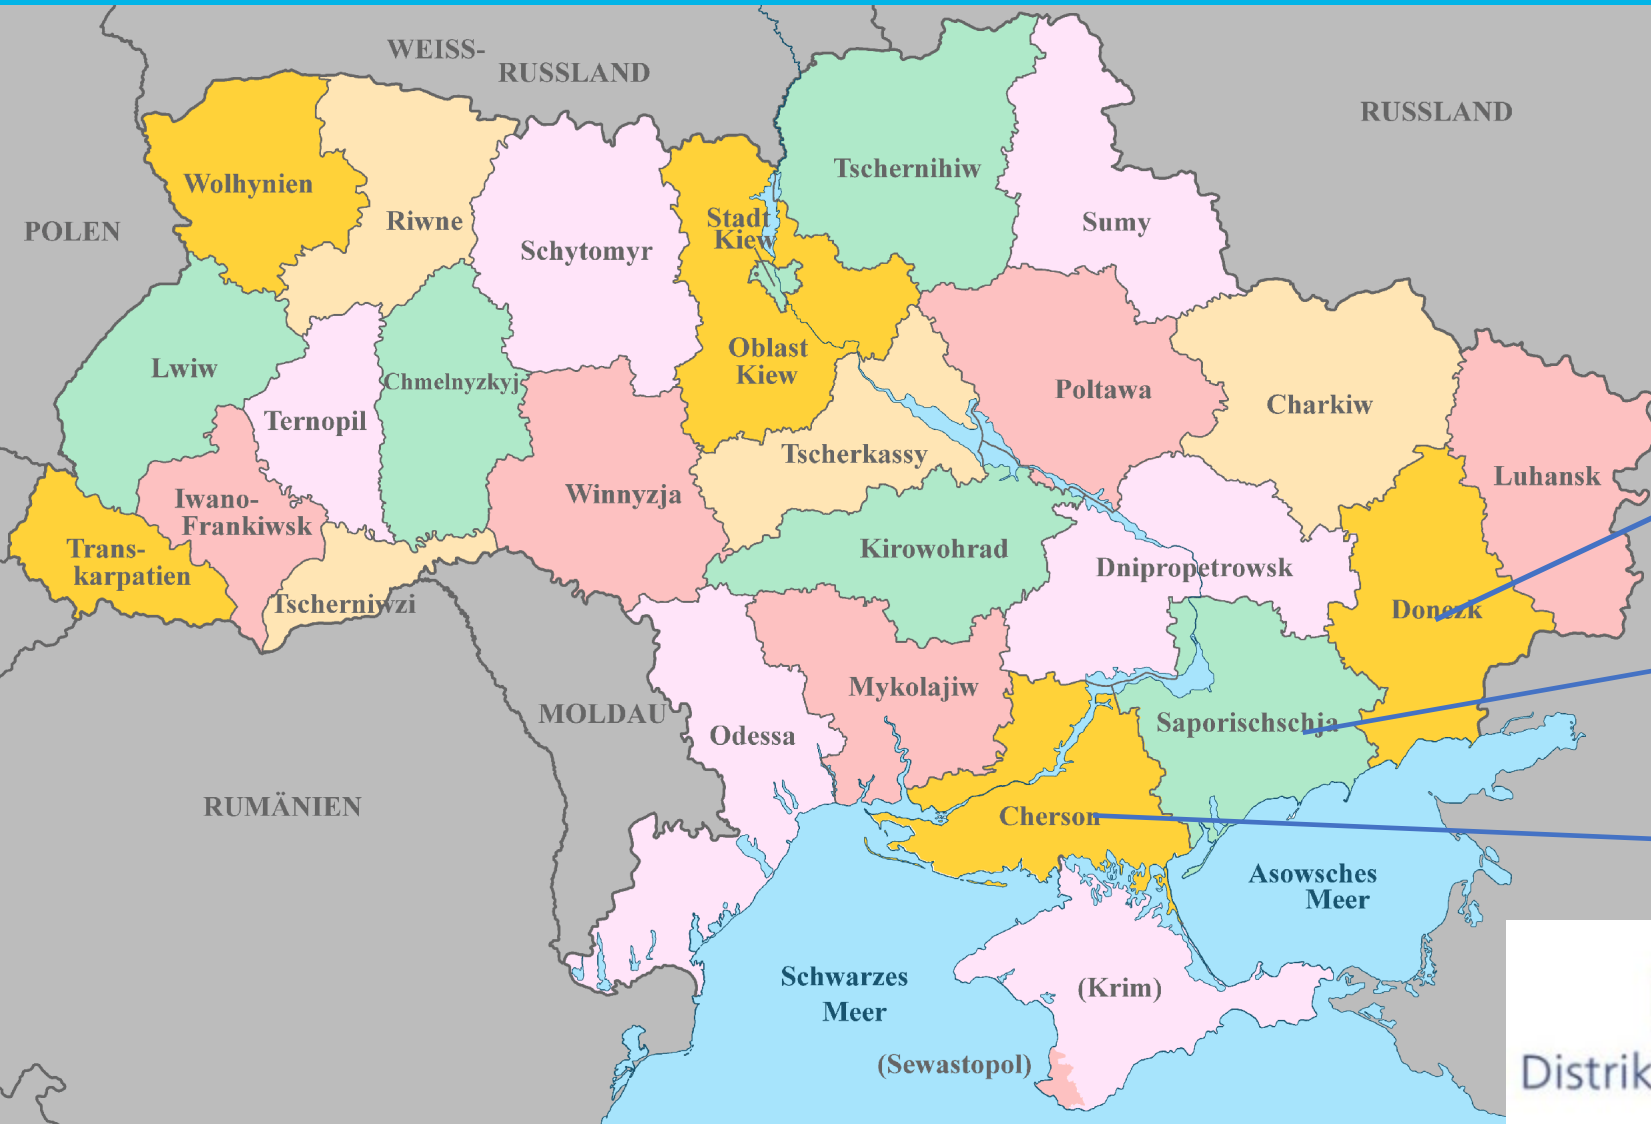 WEISS-
RUSSLAND
RUSSLAND
POLEN
Wolhynien
Riwne
Schytomyr
Stadt
Kiew
Tschernihiw
Sumy
Lwiw
Ternopil
Chmelnyzkyj
Oblast
Kiew
Poltawa
Charkiw
Luhansk
Iwano-
Frankiwsk
Winnyzja
Tscherkassy
Trans-
karpatien
Tscherniwzi
Kirowohrad
Dnipropetrowsk
Donezk
MOLDAU
Odessa
Mykolajiw
Saporischschja
RUMÄNIEN
Cherson
Asowsches
Meer
Schwarzes
Meer
(Krim)
(Sewastopol)
Distrik